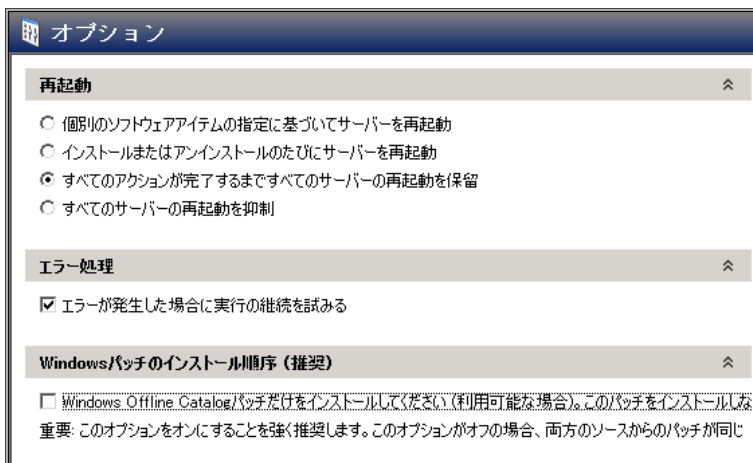 オプション
再起動
個別のソフトウェアアイテムの指定に基づいてサーバーを再起動
インストールまたはアンインストールのたびにサーバーを再起動
すべてのアクションが完了するまですべてのサーバーの再起動を保留
すべてのサーバーの再起動を抑制
エラー処理
エラーが発生した場合に実行の継続を試みる
Windowsパッチのインストール順序（推奨）
Windows Offline Catalogパッチだけをインストールしてください（利用可能な場合）。このパッチをインストールしな
重要: このオプションをオンにすることを強く推奨します。このオプションがオフの場合、両方のソースからのパッチが同じ